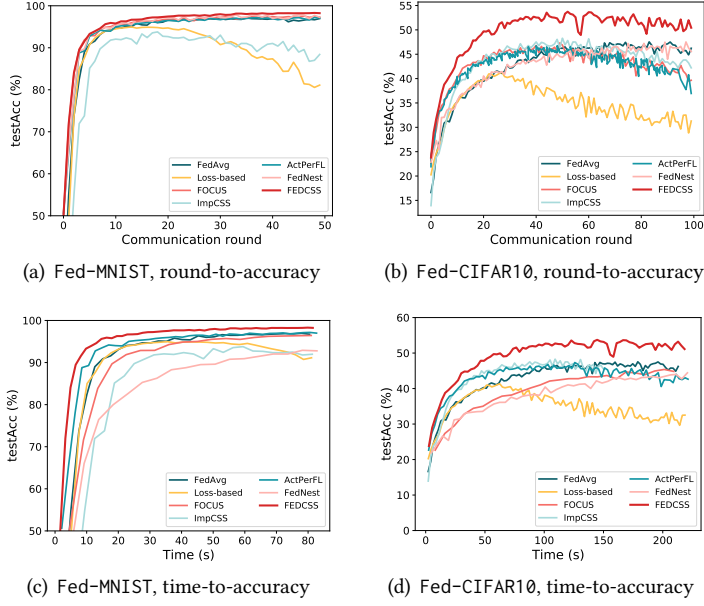 100
90
80
70
60
50
testAcc (%)
0
10
20
30
40
50
Communication round
FedAvg
Loss-based
FOCUS
ImpCSS
ActPerFL
FedNest
FEDCSS
(a) Fed-MNIST, round-to-accuracy
55
50
45
40
35
30
25
20
15
testAcc (%)
0
20
40
60
80
100
Communication round
FedAvg
Loss-based
FOCUS
ImpCSS
ActPerFL
FedNest
FEDCSS
(b) Fed-CIFAR10, round-to-accuracy
100
90
80
70
60
50
testAcc (%)
0
10
20
30
40
50
60
70
80
Time (s)
FedAvg
Loss-based
FOCUS
ImpCSS
ActPerFL
FedNest
FEDCSS
(c) Fed-MNIST, time-to-accuracy
60
50
40
30
20
10
0
testAcc (%)
0
50
100
150
200
Time (s)
FedAvg
Loss-based
FOCUS
ImpCSS
ActPerFL
FedNest
FEDCSS
(d) Fed-CIFAR10, time-to-accuracy